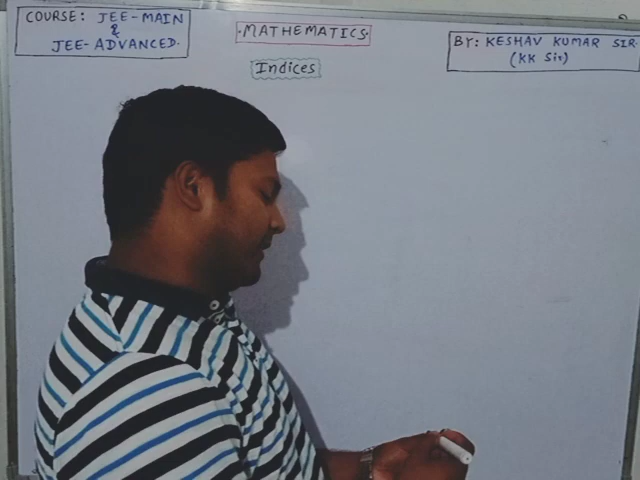 COURSE: JEE-MAIN
&
JEE-ADVANCED.
·MATHEMATICS·
Indices
BY: KESHAV KUMAR SIR.
(KK Sir)